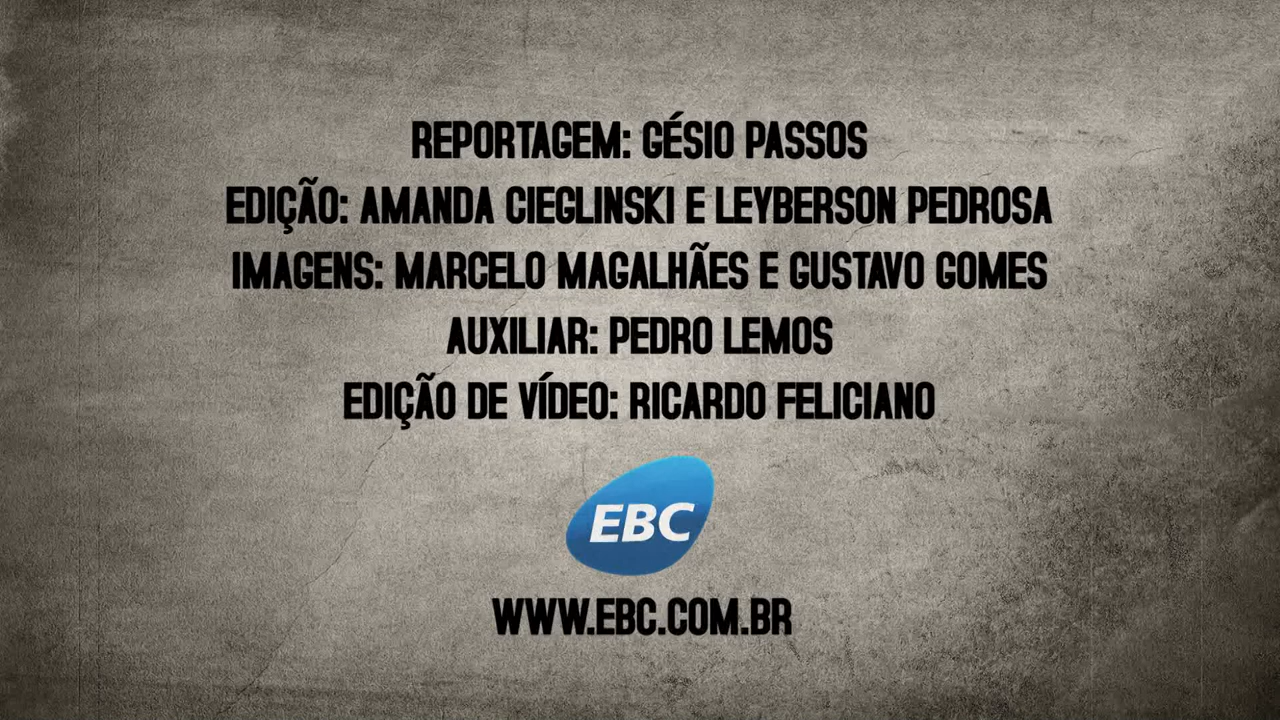 REPORTAGEM: GÉSIO PASSOS
EDIÇÃO: AMANDA CIEGLINSKI E LEYBERSON PEDROSA
IMAGENS: MARCELO MAGALHÃES E GUSTAVO GOMES
AUXILIAR: PEDRO LEMOS
EDIÇÃO DE VÍDEO: RICARDO FELICIANO
EBC
WWW.EBC.COM.BR